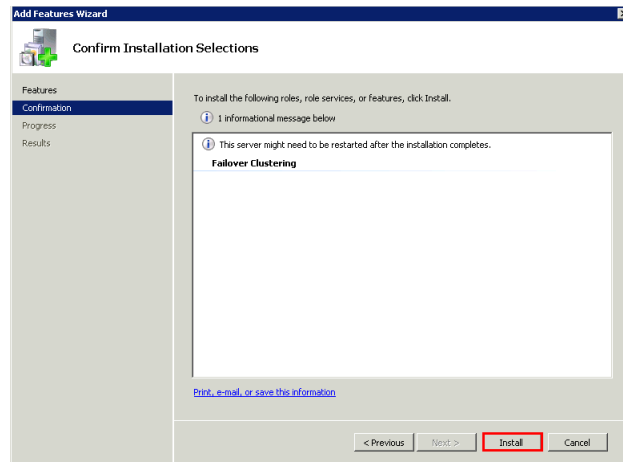 Add Features Wizard
Confirm Installation Selections
Features
Confirmation
Progress
Results
To install the following roles, role services, or features, click Install.
1 informational message below
This server might need to be restarted after the installation completes.
Failover Clustering
Print, e-mail, or save this information
< Previous
Next >
Install
Cancel